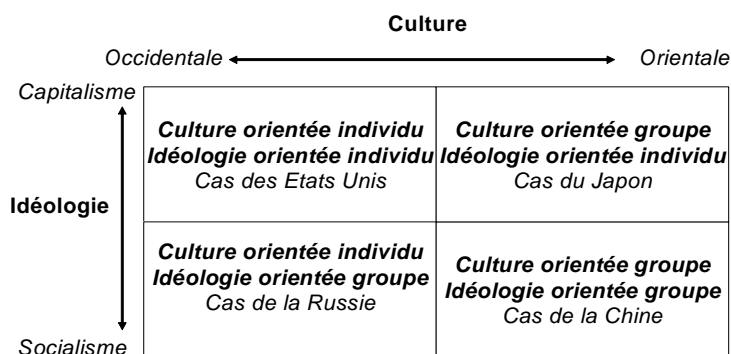 Culture
Occidentale
Orientale
Capitalisme
Culture orientée individu
Idéologie orientée individu
Cas des Etats Unis
Culture orientée groupe
Idéologie orientée individu
Cas du Japon
Idéologie
Culture orientée individu
Idéologie orientée groupe
Cas de la Russie
Culture orientée groupe
Idéologie orientée groupe
Cas de la Chine
Socialisme